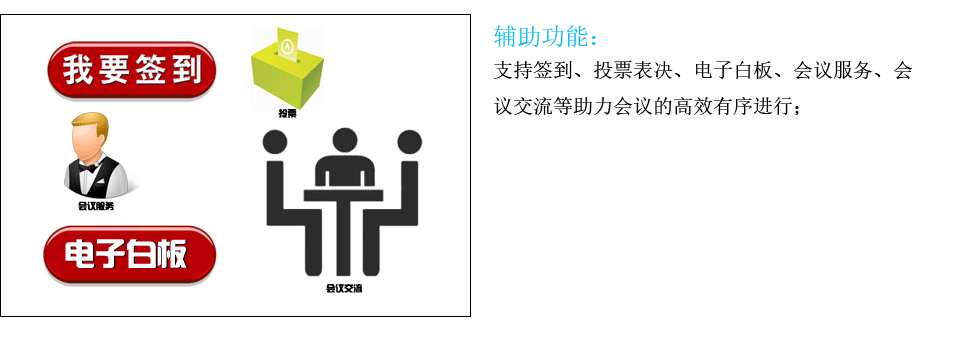 我要签到
投票
会议服务
电子白板
会议交流
辅助功能：
支持签到、投票表决、电子白板、会议服务、会
议交流等助力会议的高效有序进行；